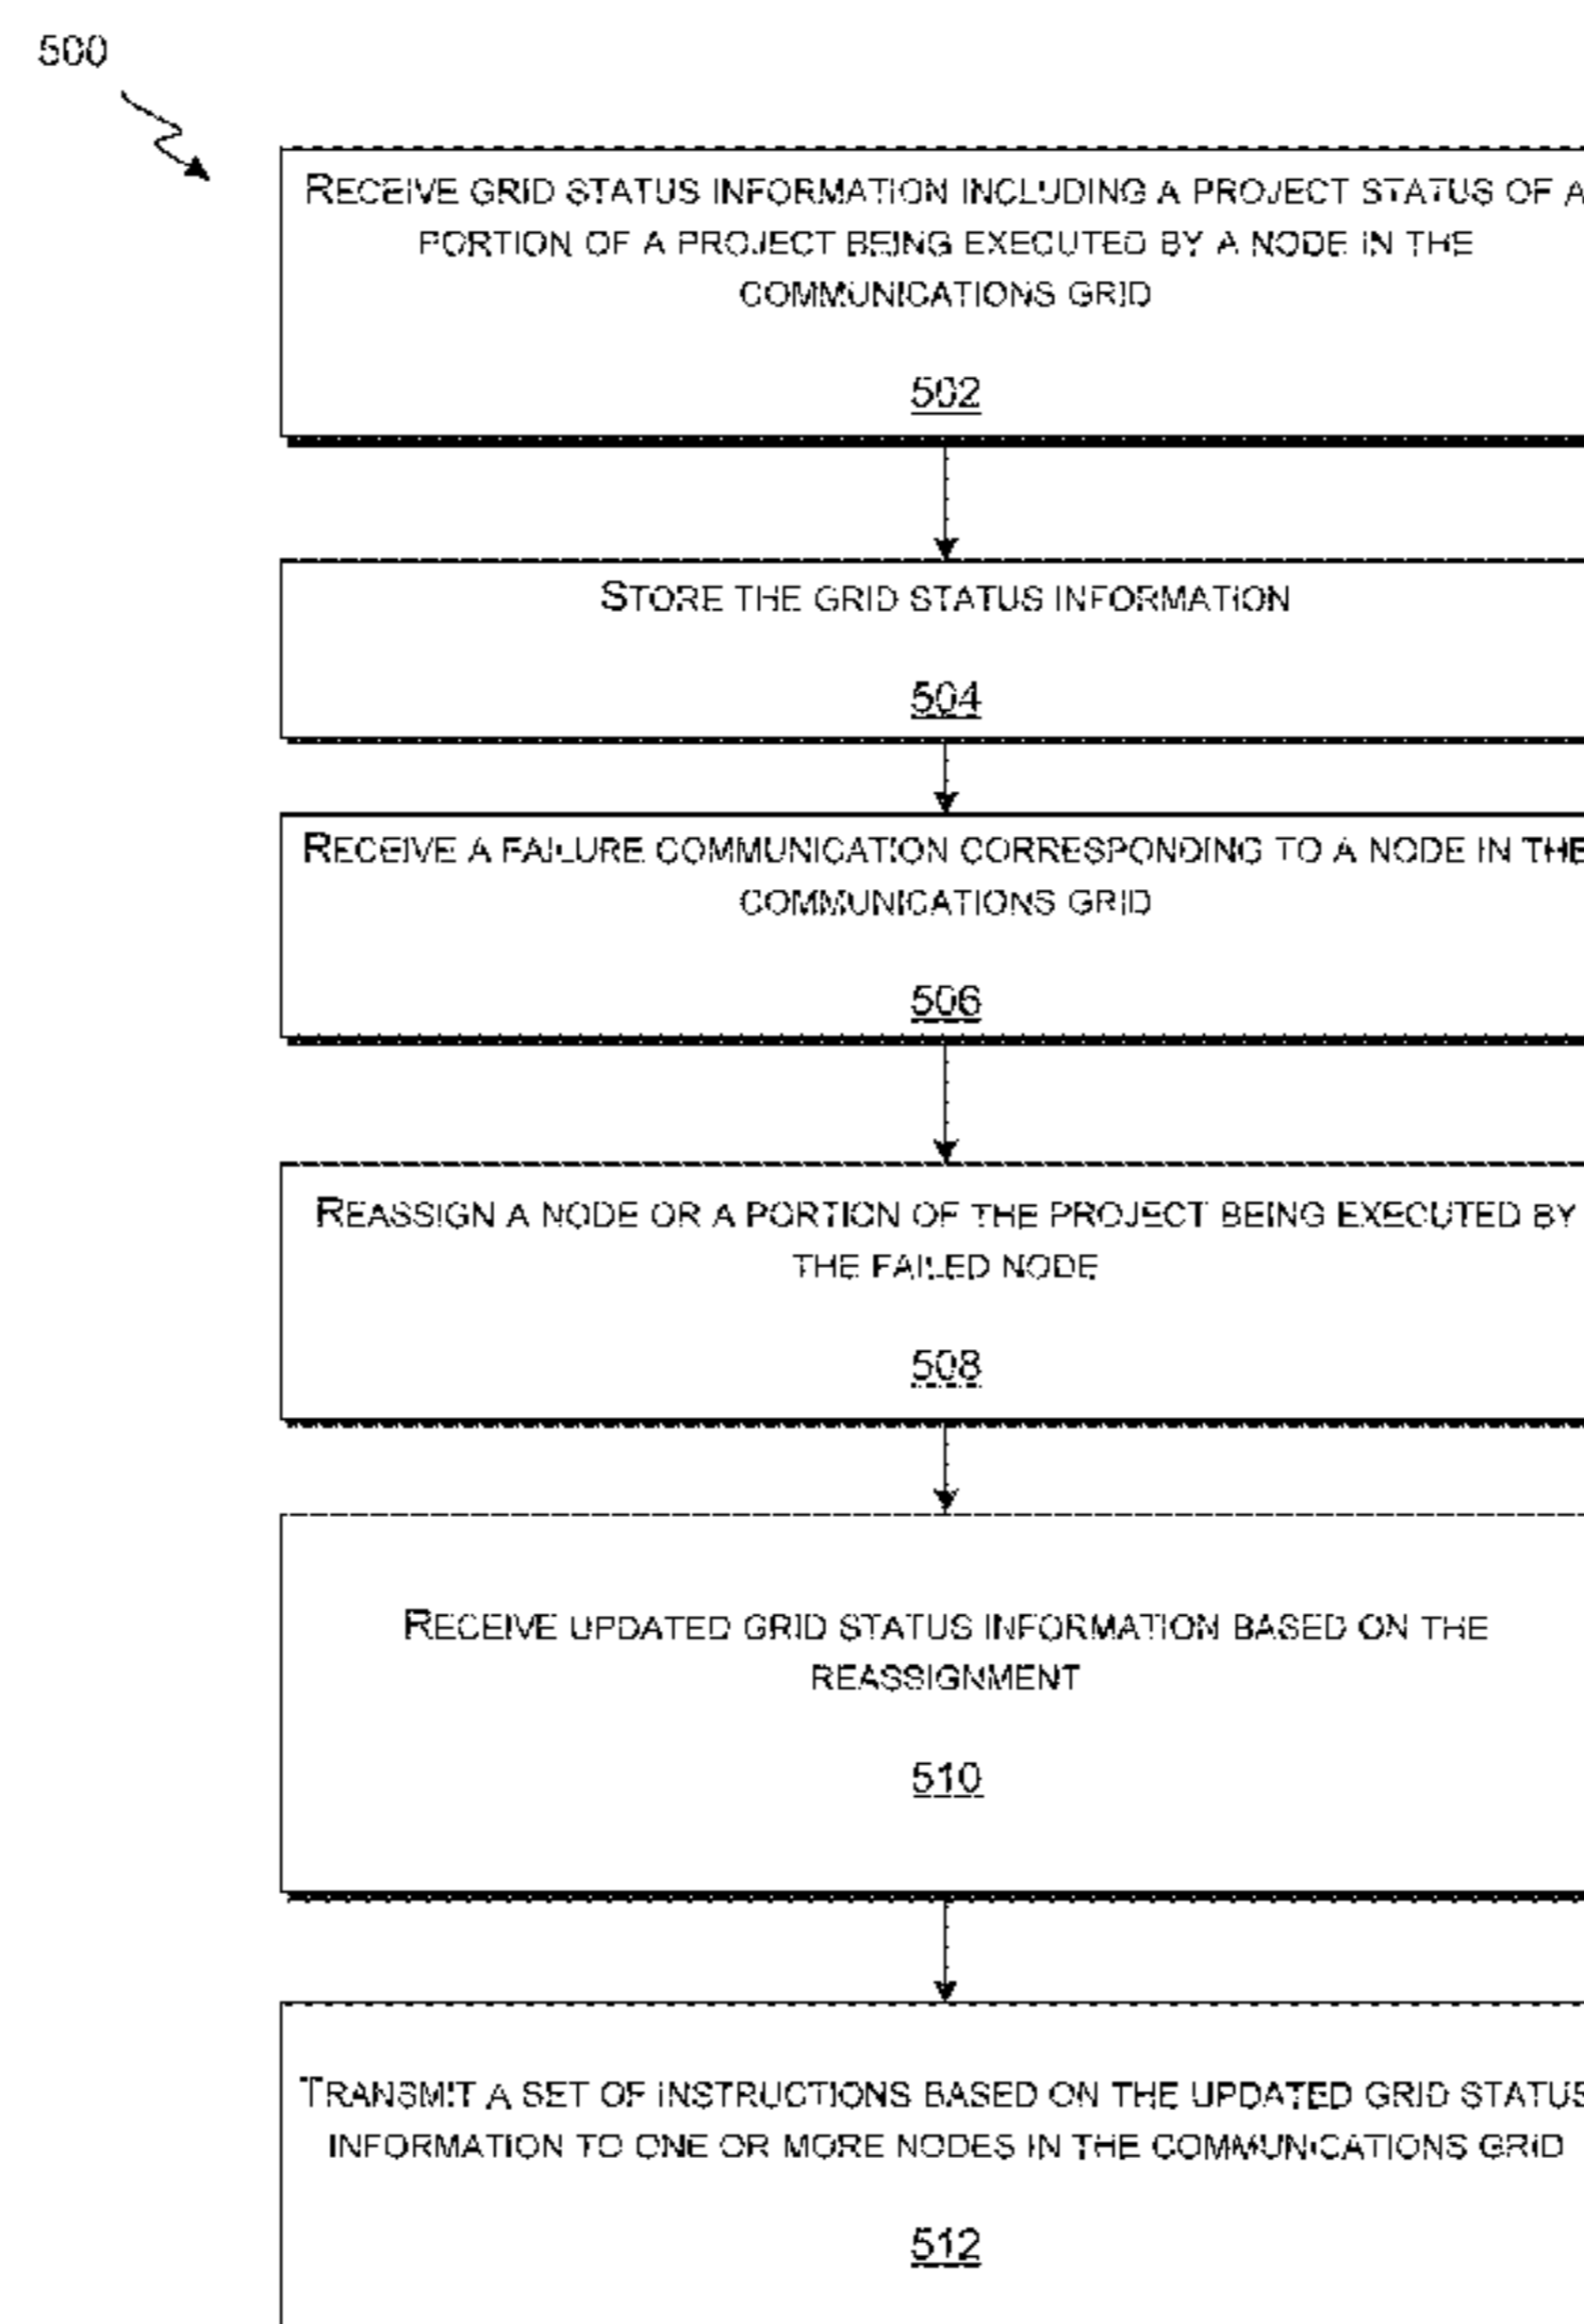 500
RECEIVE GRID STATUS INFORMATION INCLUDING A PROJECT STATUS OF A
PORTION OF A PROJECT BEING EXECUTED BY A NODE IN THE
COMMUNICATIONS GRID
502
STORE THE GRID STATUS INFORMATION
504
RECEIVE A FAILURE COMMUNICATION CORRESPONDING TO A NODE IN THE
COMMUNICATIONS GRID
506
REASSIGN A NODE OR A PORTION OF THE PROJECT BEING EXECUTED BY
THE FAILED NODE
508
RECEIVE UPDATED GRID STATUS INFORMATION BASED ON THE
REASSIGNMENT
510
TRANSMIT A SET OF INSTRUCTIONS BASED ON THE UPDATED GRID STATUS
INFORMATION TO ONE OR MORE NODES IN THE COMMUNICATIONS GRID
512